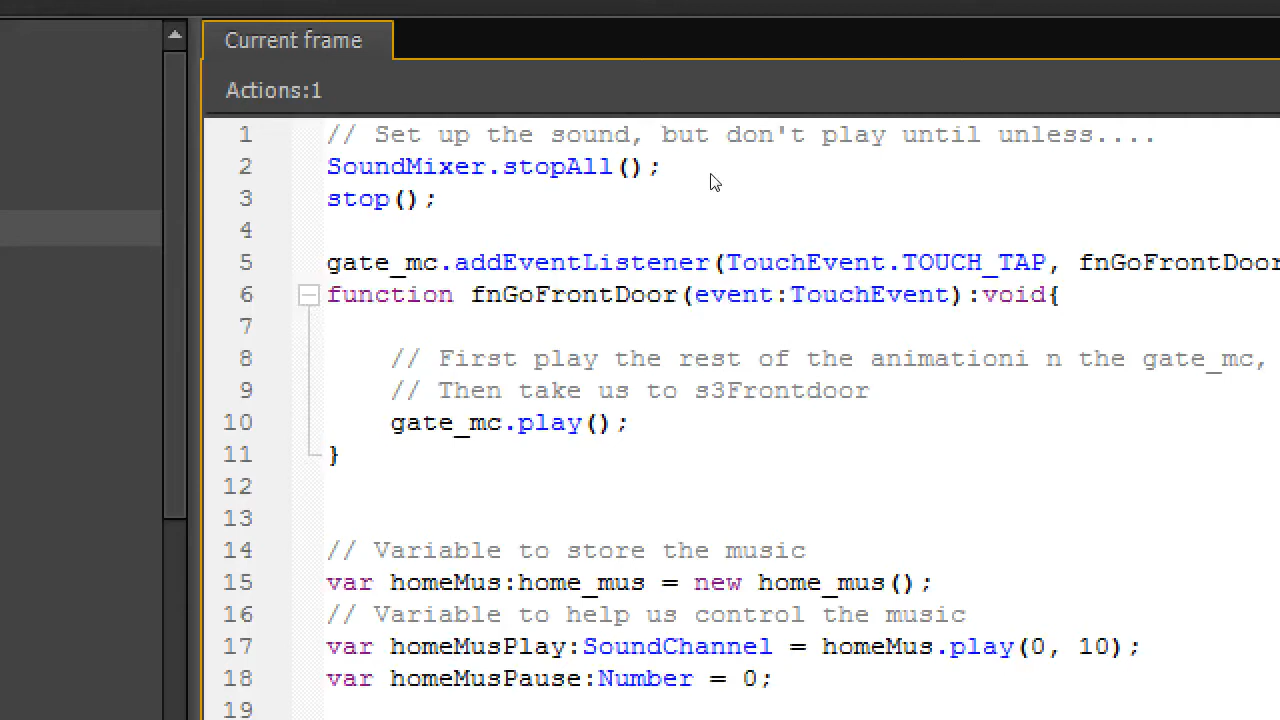 Current frame
Actions:1
1 // Set up the sound, but don't play until unless....
2 SoundMixer.stopAll();
3 stop();
4
5 gate_mc.addEventListener(TouchEvent.TOUCH_TAP, fnGoFrontDoor
6 function fnGoFrontDoor(event:TouchEvent):void{
7
8 // First play the rest of the animationi n the gate_mc,
9 // Then take us to s3Frontdoor
10 gate_mc.play();
11 }
12
13
14 // Variable to store the music
15 var homeMus:home_mus = new home_mus();
16 // Variable to help us control the music
17 var homeMusPlay:SoundChannel = homeMus.play(0, 10);
18 var homeMusPause:Number = 0;
19